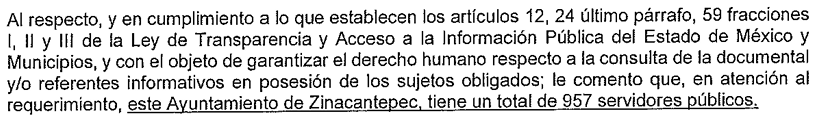 Al respecto, y en cumplimiento a lo que establecen los artículos 12, 24 último párrafo, 59 fracciones
I, II y III de la Ley de Transparencia y Acceso a la Información Pública del Estado de México y
Municipios, y con el objeto de garantizar el derecho humano respecto a la consulta de la documental
y/o referentes informativos en posesión de los sujetos obligados; le comento que, en atención al
requerimiento, este Ayuntamiento de Zinacantepec, tiene un total de 957 servidores públicos.